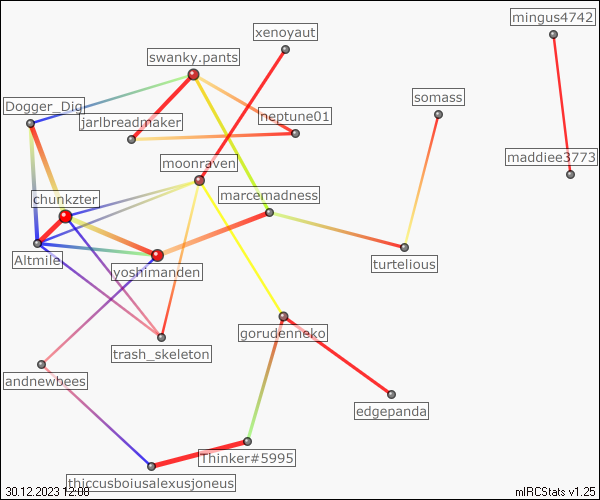 mingus4742
xenoyaut
swanky.pants
somass
Dogger_Dig
neptune01
jarlbreadmaker
maddiee3773
moonraven
marcemadness
chunkzter
Altmile
turtelious
yoshimanden
gorudenneko
trash_skeleton
andnewbees
edgepanda
Thinker#5995
thiccusboiusalexusjoneus
30.12.2023 12:08
mIRCStats v1.25